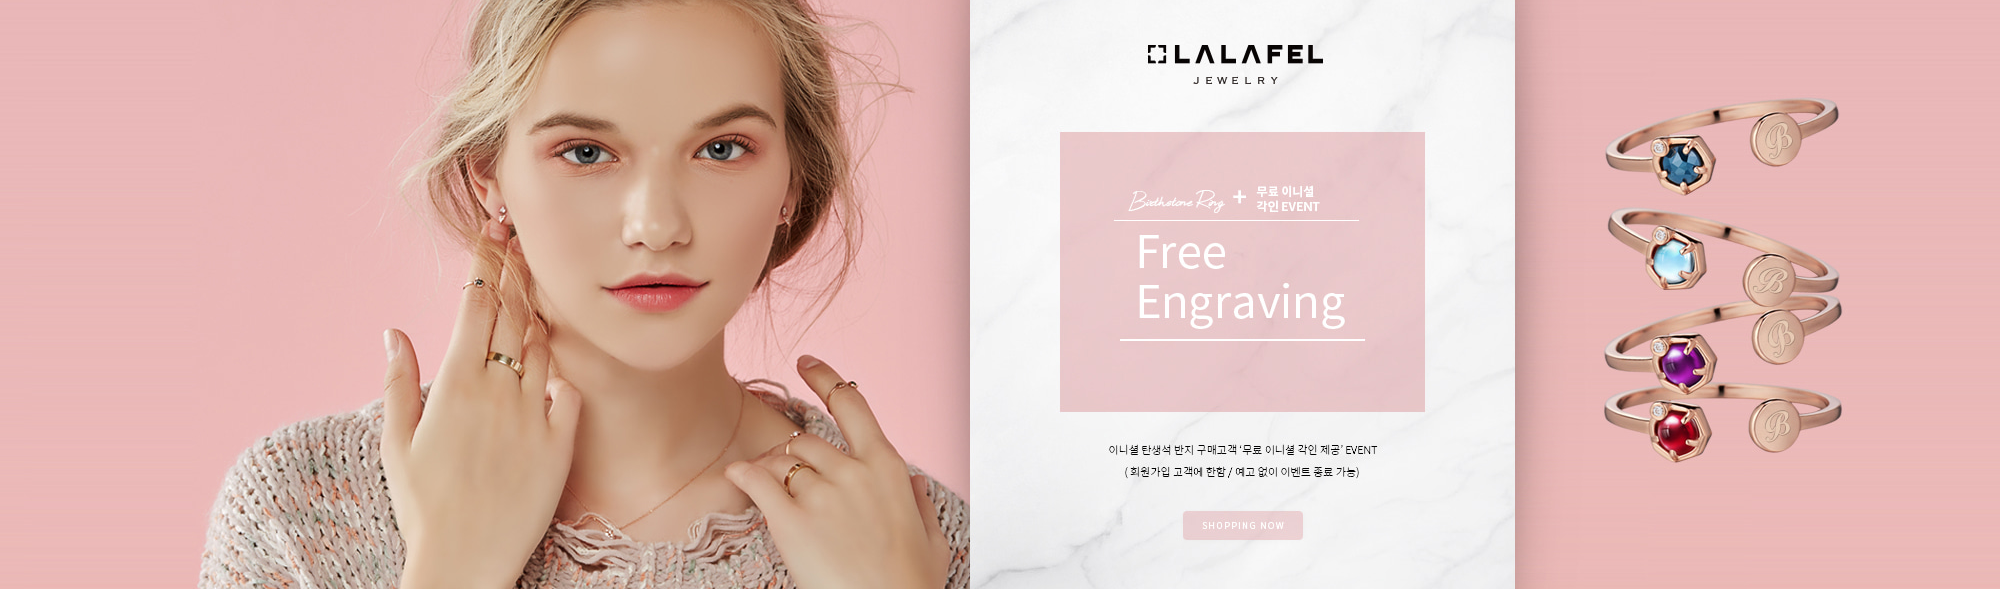 LALAFEL
JEWELRY
Birthstone Ring + 무료 이니셜
각인 EVENT
Free
Engraving
이니셜 탄생석 반지 구매고객 ‘무료 이니셜 각인 제공’ EVENT
( 회원가입 고객에 한함 / 예고 없이 이벤트 종료 가능)
SHOPPING NOW
B
B
B
B